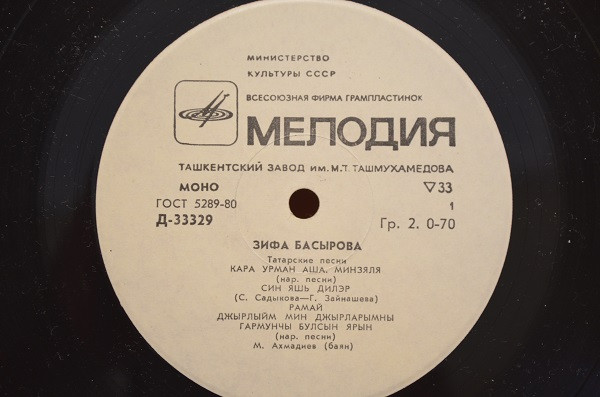 МИНИСТЕРСТВО
КУЛЬТУРЫ СССР
ВСЕСОЮЗНАЯ ФИРМА ГРАМПЛАСТИНОК
МЕЛОДИЯ
ТАШКЕНТСКИЙ ЗАВОД ИМ. М.Т. ТАШМУХАМЕДОВА
МОНО ▽33
ГОСТ 5289-80 1
Д-33329 Гр. 2. 0-70
ЗИФА БАСЫРОВА
Татарские песни
КАРА УРМАН АША. МИНЗЯЛЯ
(нар. песни)
СИН ЯШЬ ДИЛЭР
(С. Садыкова—Г. Зайнашева)
РАМАЙ
ДЖЫРЛЫЙМ МИН ДЖЫРЛАРЫМНЫ
ГАРМУНЧЫ БУЛСЫН ЯРЫН
(нар. песни)
М. Ахмадиев (баян)